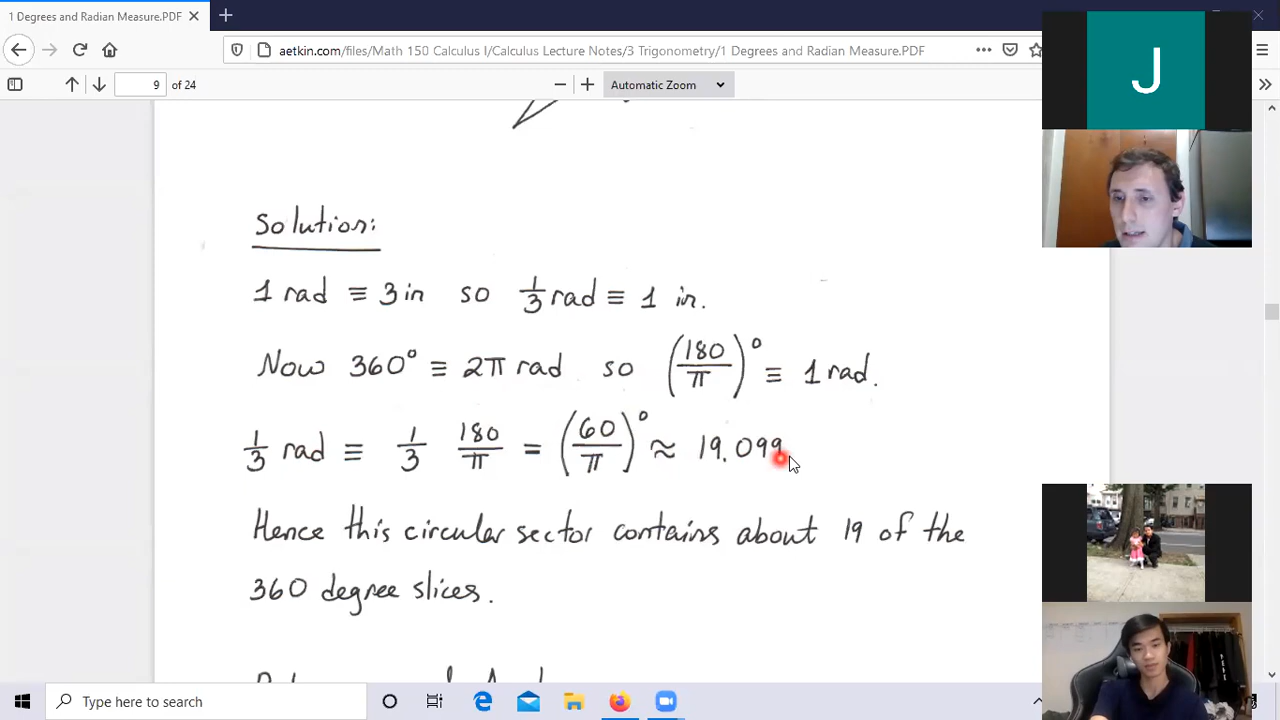 1 Degrees and Radian Measure.PDF
aetkin.com/files/Math 150 Calculus I/Calculus Lecture Notes/3 Trigonometry/1 Degrees and Radian Measure.PDF
9 of 24
Automatic Zoom
J
Solution:
1 rad ≡ 3 in so 1/3 rad ≡ 1 in.
Now 360° ≡ 2π rad so (180/π)° ≡ 1 rad.
1/3 rad ≡ 1/3 180/π = (60/π)° ≈ 19.099
Hence this circular sector contains about 19 of the
360 degree slices.
Type here to search